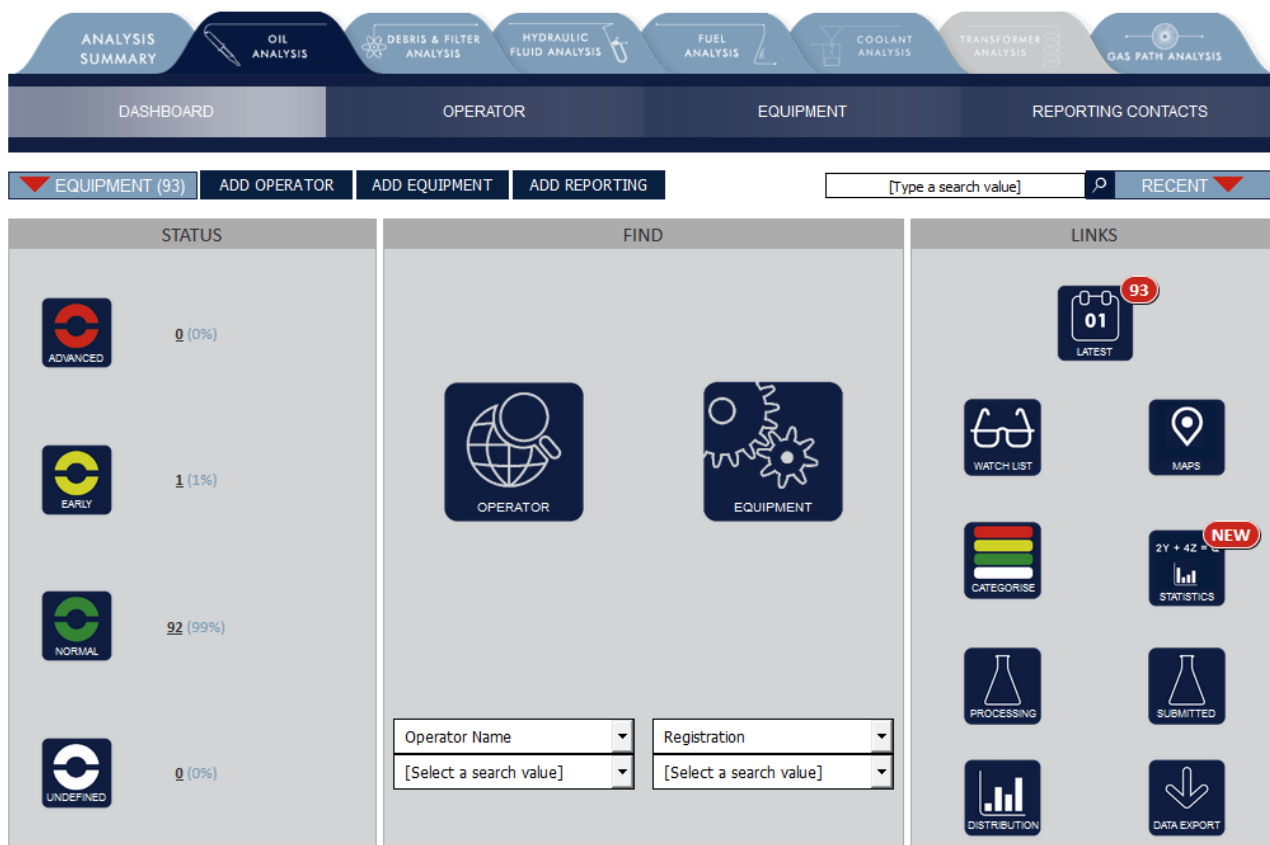 ANALYSIS
SUMMARY
OIL
ANALYSIS
DEBRIS & FILTER
ANALYSIS
HYDRAULIC
FLUID ANALYSIS
FUEL
ANALYSIS
COOLANT
ANALYSIS
TRANSFORMER
ANALYSIS
GAS PATH ANALYSIS
DASHBOARD
OPERATOR
EQUIPMENT
REPORTING CONTACTS
EQUIPMENT (93)
ADD OPERATOR
ADD EQUIPMENT
ADD REPORTING
[Type a search value]
RECENT
STATUS
ADVANCED
0 (0%)
EARLY
1 (1%)
NORMAL
92 (99%)
UNDEFINED
0 (0%)
FIND
OPERATOR
EQUIPMENT
Operator Name
Registration
[Select a search value]
[Select a search value]
LINKS
93
01
LATEST
WATCH LIST
MAPS
CATEGORISE
NEW
2Y + 4Z =
STATISTICS
PROCESSING
SUBMITTED
DISTRIBUTION
DATA EXPORT